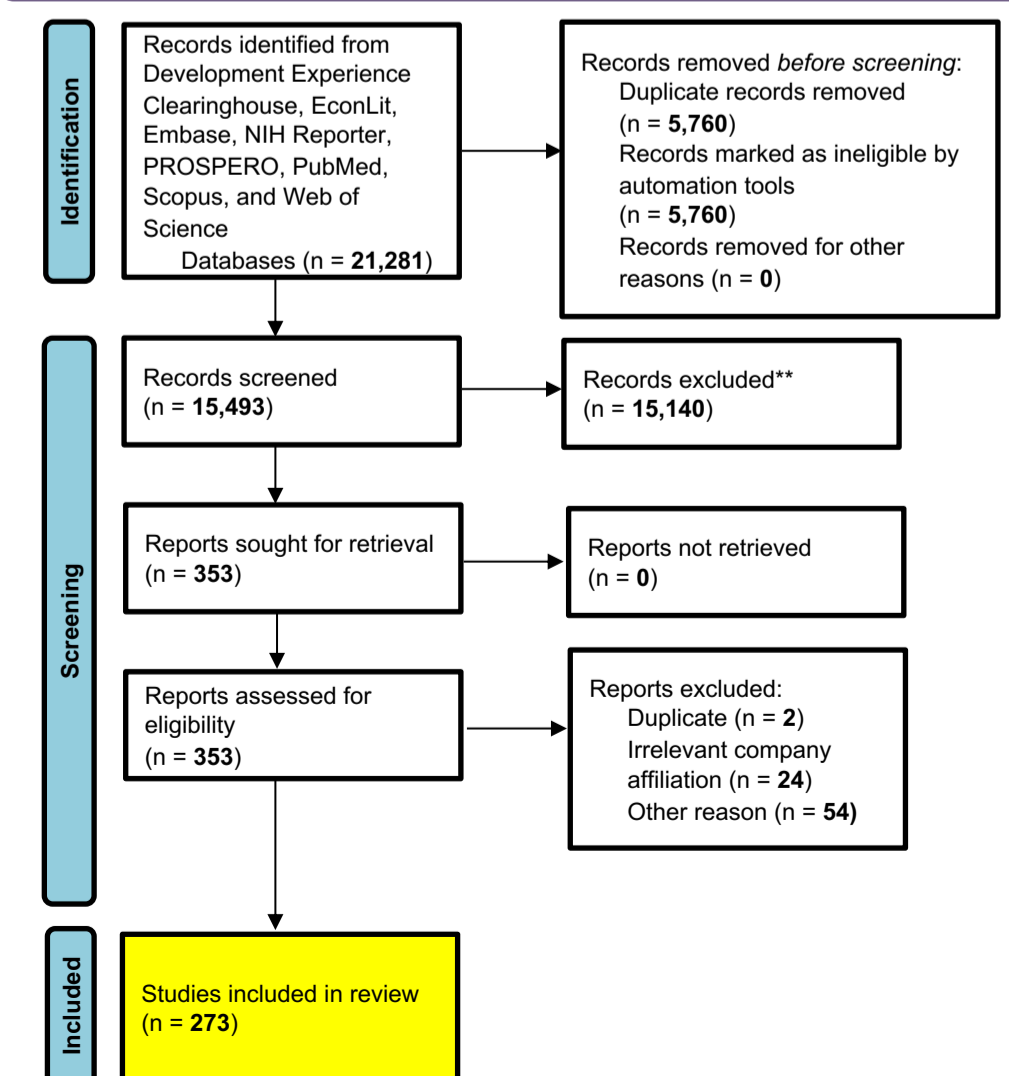 Identification
Records identified from
Development Experience
Clearinghouse, EconLit,
Embase, NIH Reporter,
PROSPERO, PubMed,
Scopus, and Web of
Science
Databases (n = 21,281)
Records removed before screening:
Duplicate records removed
(n = 5,760)
Records marked as ineligible by
automation tools
(n = 5,760)
Records removed for other
reasons (n = 0)
Screening
Records screened
(n = 15,493)
Records excluded**
(n = 15,140)
Reports sought for retrieval
(n = 353)
Reports not retrieved
(n = 0)
Reports assessed for
eligibility
(n = 353)
Reports excluded:
Duplicate (n = 2)
Irrelevant company
affiliation (n = 24)
Other reason (n = 54)
Included
Studies included in review
(n = 273)